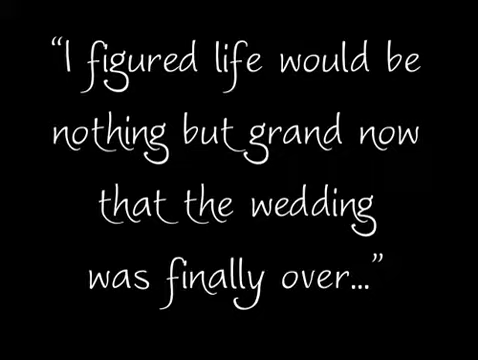 “I figured life would be
nothing but grand now
that the wedding
was finally over...”